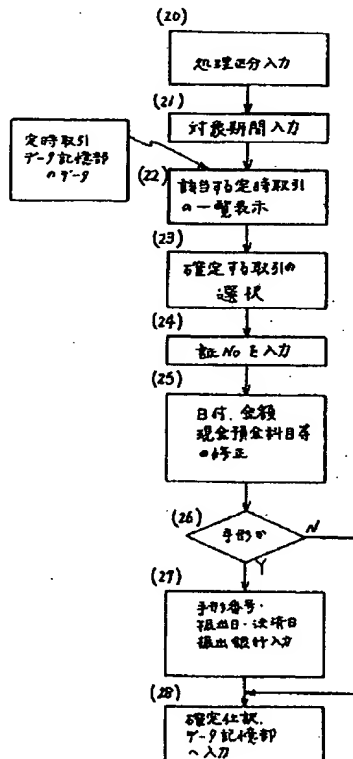 (20)
処理区分入力
(21)
対象期間入力
定時取引
データ記憶部
のデータ
(22)
該当する定時取引
の一覧表示
(23)
確定する取引の
選択
(24)
証Noを入力
(25)
日付、金額
現金預金科目等
の修正
(26)
手形か
N
Y
(27)
手形番号・
振出日・決済日
振出銀行入力
(28)
確定仕訳
データ記憶部
へ入力